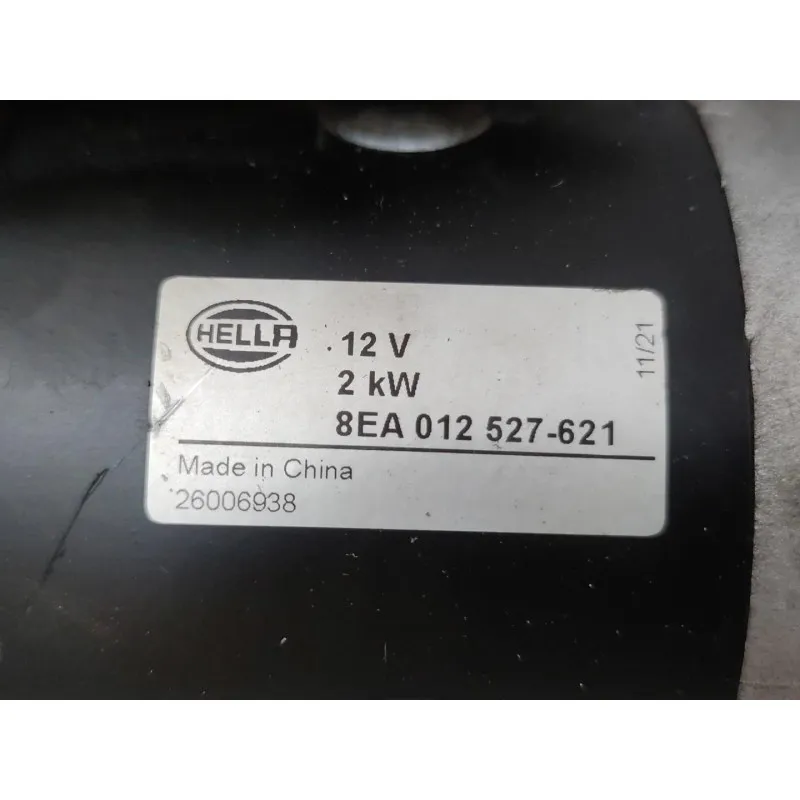 HELLA
12 V
2 kW
8EA 012 527-621
11/21
Made in China
26006938